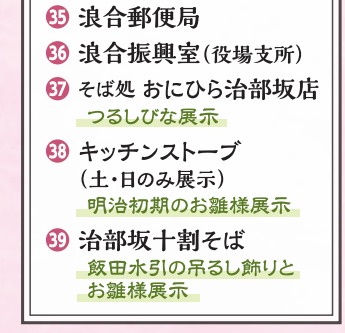 35 浪合郵便局
36 浪合振興室(役場支所)
37 そば処 おにひら治部坂店
つるしびな展示
38 キッチンストーブ
(土・日のみ展示)
明治初期のお雛様展示
39 治部坂十割そば
飯田水引の吊るし飾りと
お雛様展示